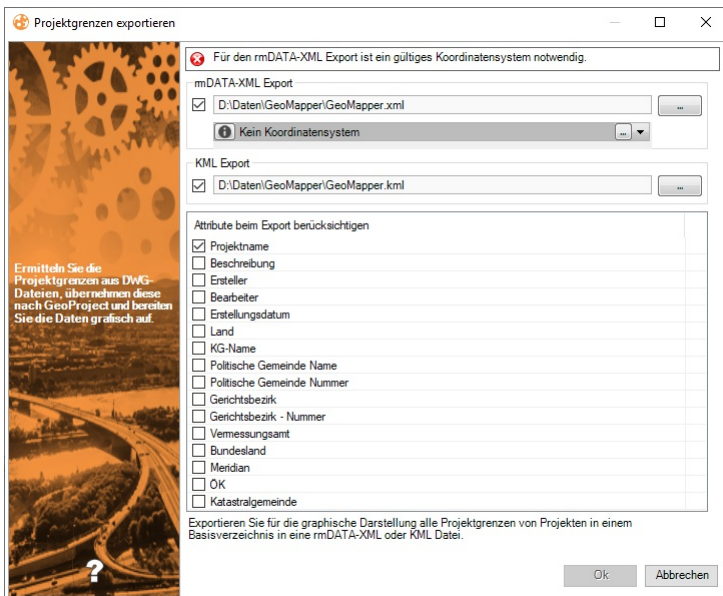 Projektgrenzen exportieren
Für den rmDATA-XML Export ist ein gültiges Koordinatensystem notwendig.
rmDATA-XML Export
D:\Daten\GeoMapper\GeoMapper.xml
...
Kein Koordinatensystem
...
KML Export
D:\Daten\GeoMapper\GeoMapper.kml
...
Ermitteln Sie die
Projektgrenzen aus DWG-
Dateien, übernehmen diese
nach GeoProject und bereiten
Sie die Daten grafisch auf.
?
Attribute beim Export berücksichtigen
Projektname
Beschreibung
Ersteller
Bearbeiter
Erstellungsdatum
Land
KG-Name
Politische Gemeinde Name
Politische Gemeinde Nummer
Gerichtsbezirk
Gerichtsbezirk - Nummer
Vermessungsamt
Bundesland
Meridian
ÖK
Katastralgemeinde
Exportieren Sie für die graphische Darstellung alle Projektgrenzen von Projekten in einem
Basisverzeichnis in eine rmDATA-XML oder KML Datei.
Ok
Abbrechen